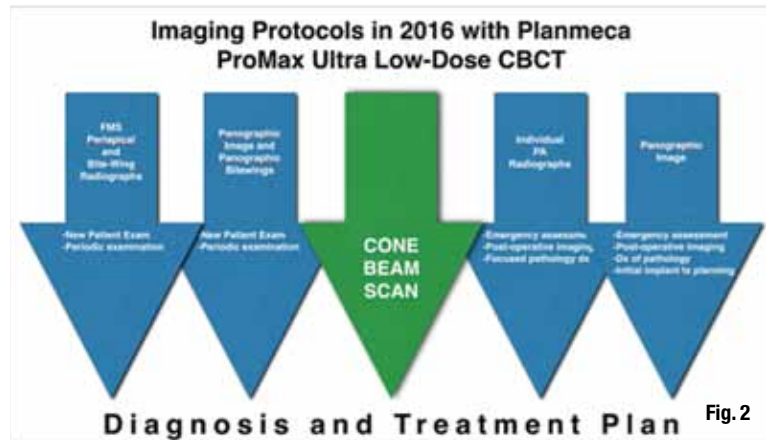 Imaging Protocols in 2016 with Planmeca
ProMax Ultra Low-Dose CBCT
FMS
Periapical
and
Bite-Wing
Radiographs
-New Patient Exam
-Periodic examination
Panographic
Image and
Panographic
Bitewings
-New Patient Exam
-Periodic examination
CONE
BEAM
SCAN
Individual
PA
Radiographs
-Emergency assessm
-Post-operative imaging
-Focused pathology dx
Panographic
Image
-Emergency assessment
-Post-operative imaging
-Dx of pathology
-Initial implant tx planning
Diagnosis and Treatment Plan
Fig. 2